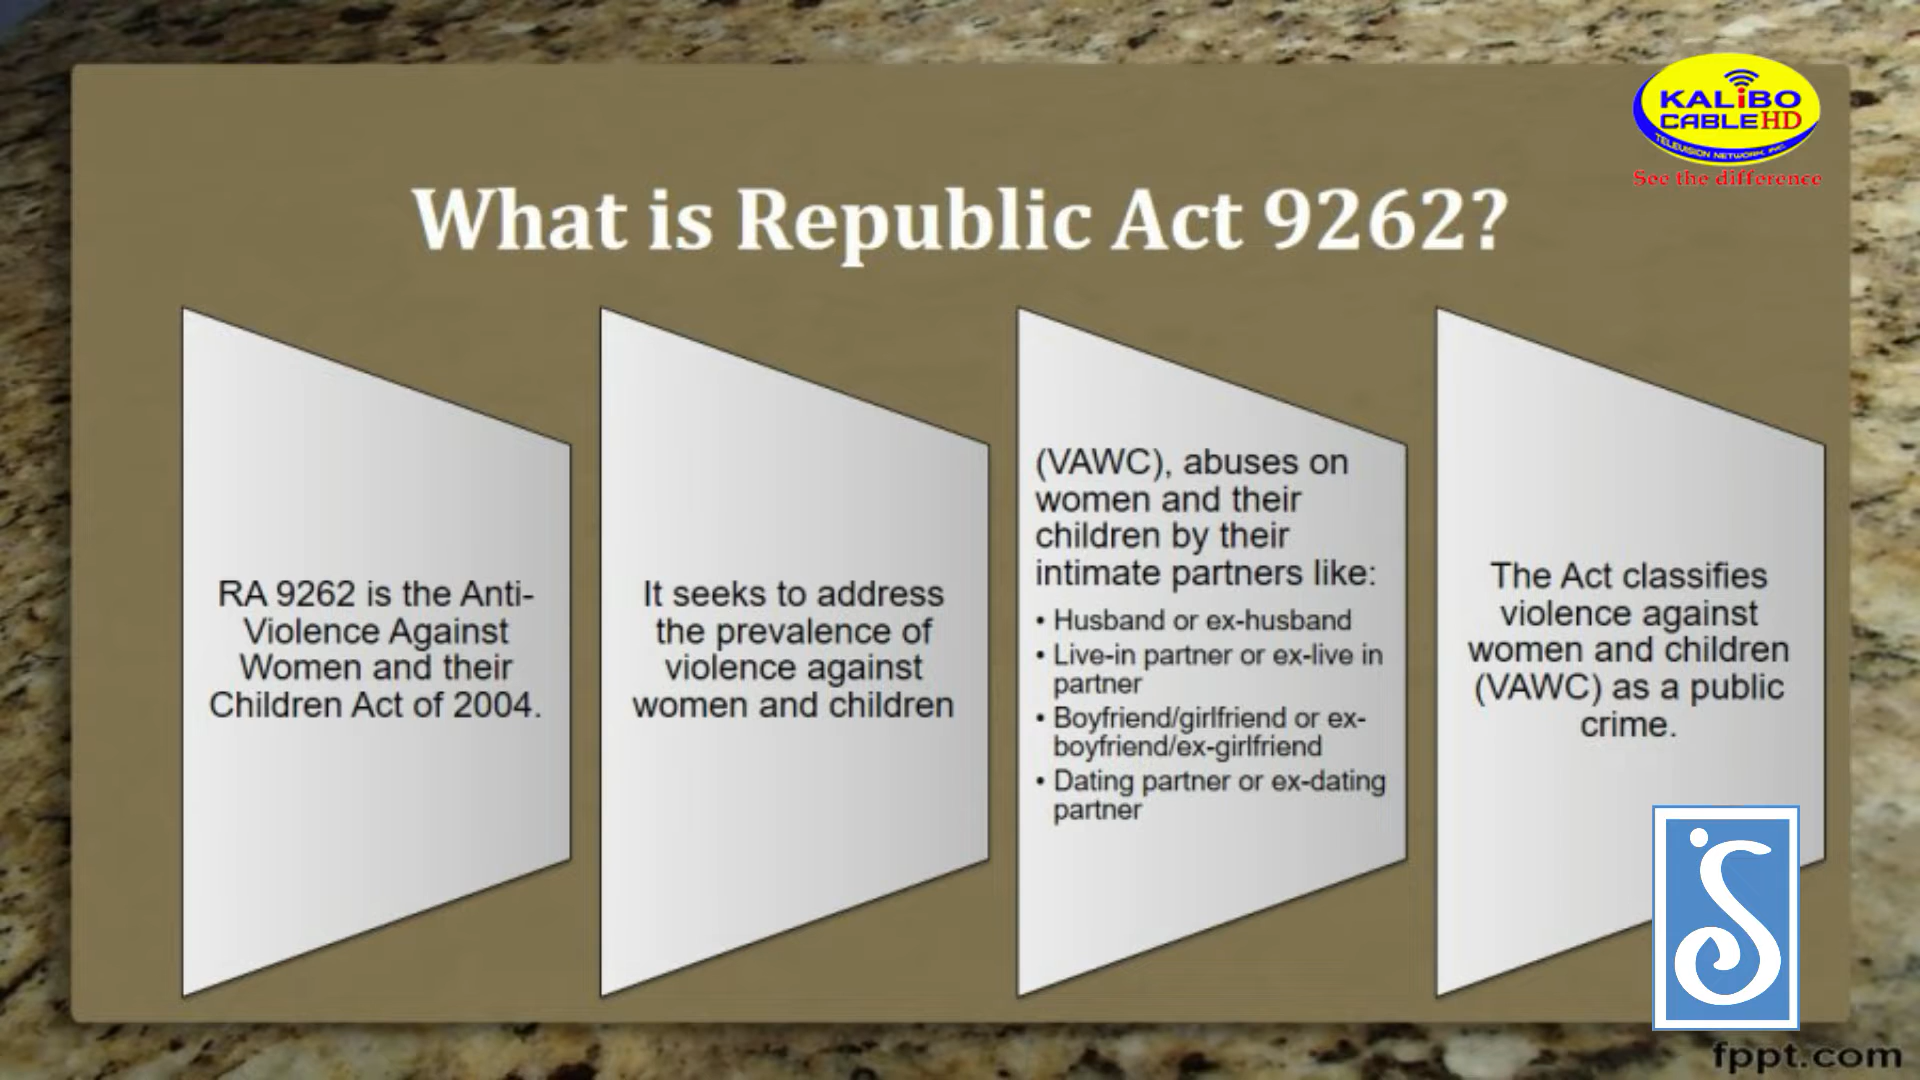 KALiBO
CABLE HD
TELEVISION NETWORK, INC.
See the difference
What is Republic Act 9262?
RA 9262 is the Anti-
Violence Against
Women and their
Children Act of 2004.
It seeks to address
the prevalence of
violence against
women and children
(VAWC), abuses on
women and their
children by their
intimate partners like:
• Husband or ex-husband
• Live-in partner or ex-live in
partner
• Boyfriend/girlfriend or ex-
boyfriend/ex-girlfriend
• Dating partner or ex-dating
partner
The Act classifies
violence against
women and children
(VAWC) as a public
crime.
S
fppt.com